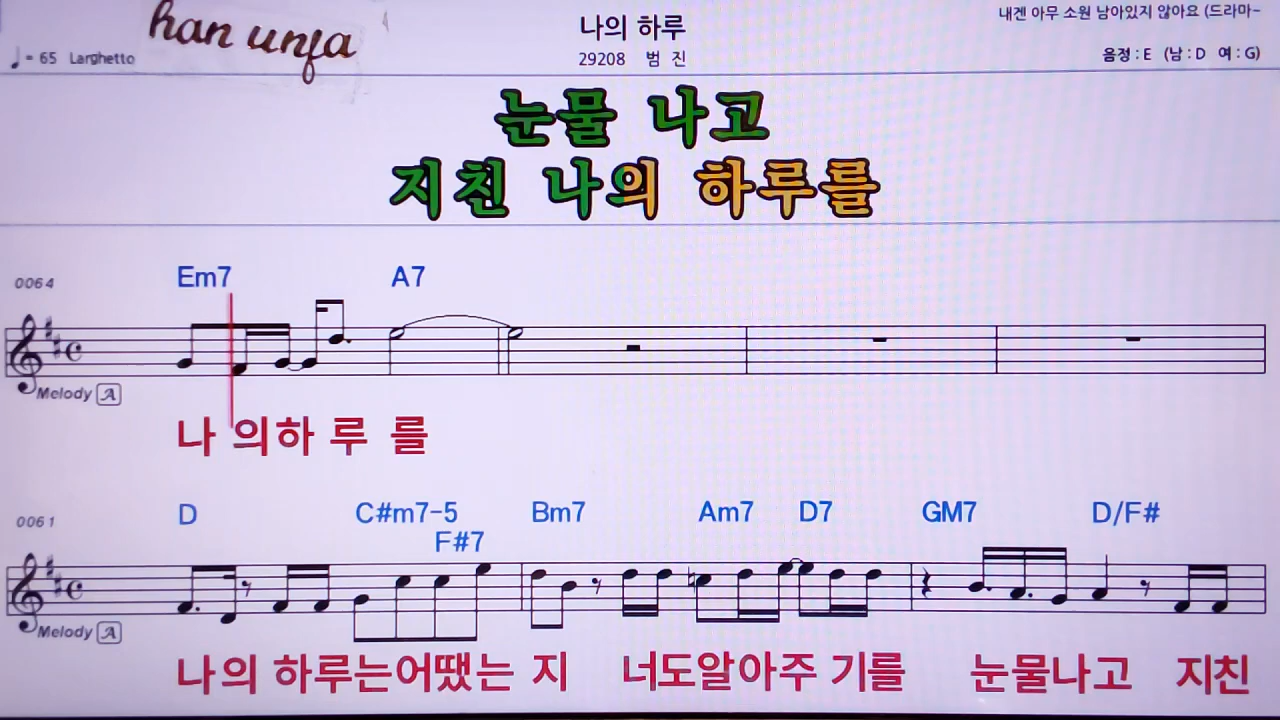 han unja
나의 하루
내겐 아무 소원 남아있지 않아요 (드라마~
♩= 65 Larghetto
29208 범 진
음정 : E (남 : D 여 : G)
눈물 나고
지친 나의 하루를
0064
Em7 A7
Melody A
나 의하 루 를
0061
D C#m7-5 Bm7 Am7 D7 GM7 D/F#
F#7
Melody A
나의 하루는어땠는 지 너도알아주 기를 눈물나고 지친